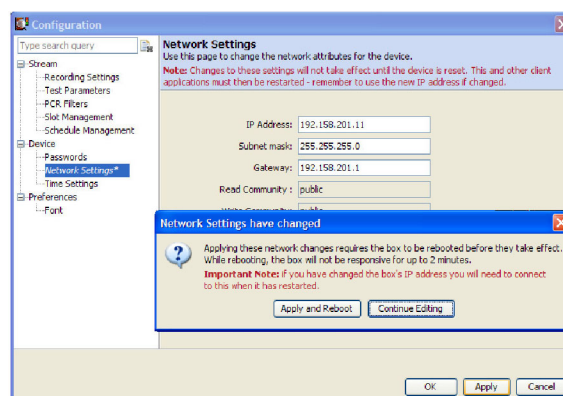 Configuration
Type search query
Stream
Recording Settings
Test Parameters
PCR Filters
Slot Management
Schedule Management
Device
Passwords
Network Settings*
Time Settings
Preferences
Font
Network Settings
Use this page to change the network attributes for the device.
Note: Changes to these settings will not take effect until the device is reset. This and other client
applications must then be restarted - remember to use the new IP address if changed.
IP Address: 192.158.201.11
Subnet mask: 255.255.255.0
Gateway: 192.158.201.1
Read Community : public
Network Settings have changed
Applying these network changes requires the box to be rebooted before they take effect.
While rebooting, the box will not be responsive for up to 2 minutes.
Important Note: if you have changed the box's IP address you will need to connect
to this when it has restarted.
Apply and Reboot
Continue Editing
OK
Apply
Cancel